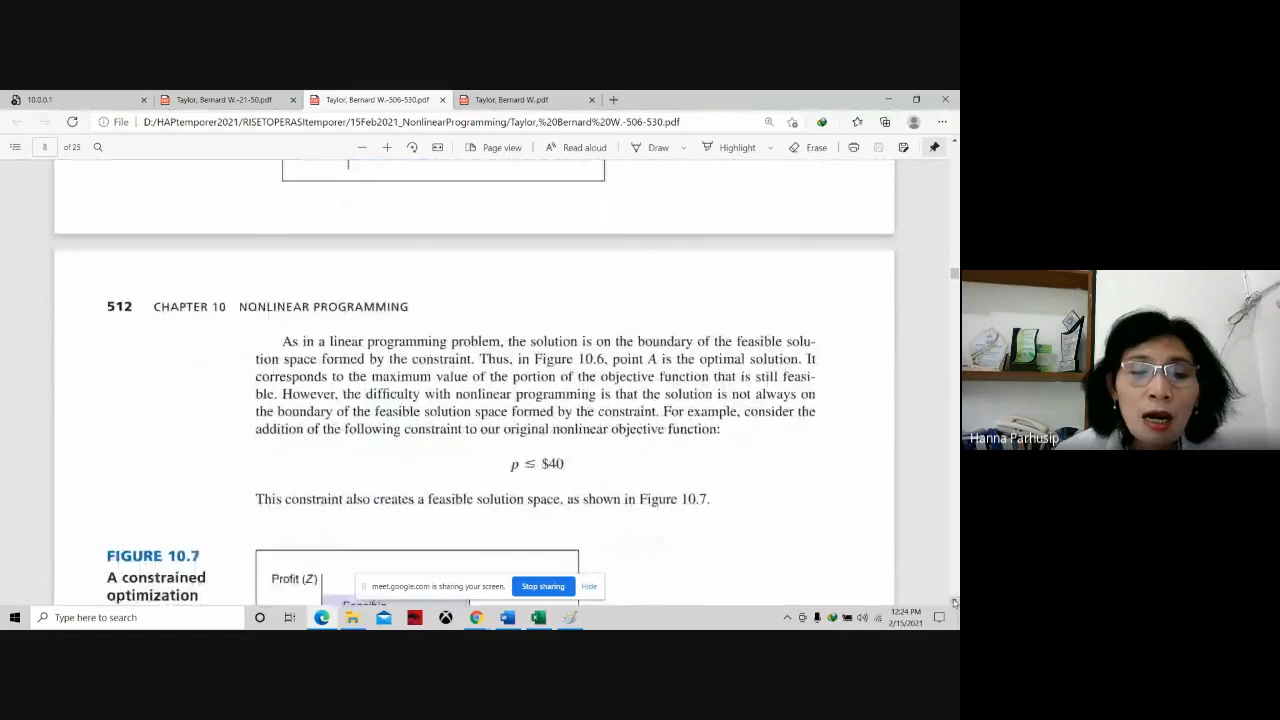 10.0.0.1
Taylor, Bernard W.-21-50.pdf
Taylor, Bernard W.-506-530.pdf
Taylor, Bernard W..pdf
File
D:/HAPtemporer2021/RISETOPERASItemporer/15Feb2021_NonlinearProgramming/Taylor,%20Bernard%20W.-506-530.pdf
8 of 25
Page view
Read aloud
Draw
Highlight
Erase
512 CHAPTER 10 NONLINEAR PROGRAMMING
As in a linear programming problem, the solution is on the boundary of the feasible solu-
tion space formed by the constraint. Thus, in Figure 10.6, point A is the optimal solution. It
corresponds to the maximum value of the portion of the objective function that is still feasi-
ble. However, the difficulty with nonlinear programming is that the solution is not always on
the boundary of the feasible solution space formed by the constraint. For example, consider the
addition of the following constraint to our original nonlinear objective function:
p ≤ $40
This constraint also creates a feasible solution space, as shown in Figure 10.7.
FIGURE 10.7
A constrained
optimization
Profit (Z)
meet.google.com is sharing your screen.
Stop sharing
Hide
Type here to search
12:24 PM
2/15/2021
Hanna Parhusip